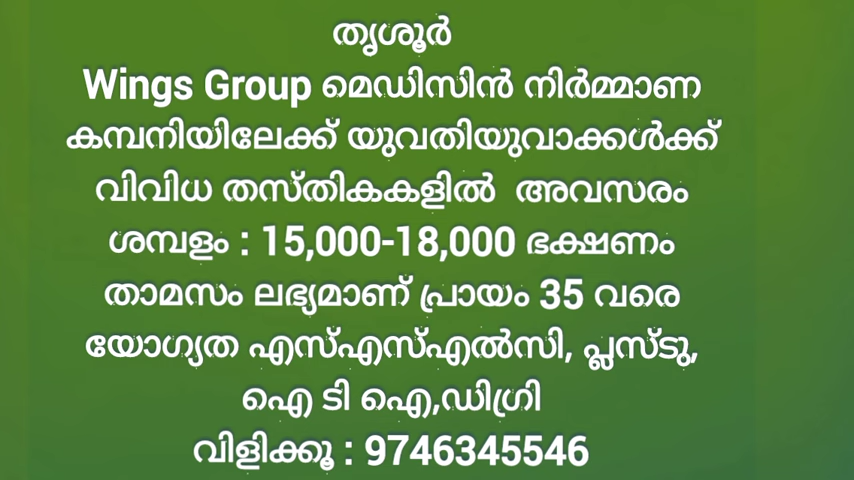 തൃശൂർ
Wings Group മെഡിസിൻ നിർമ്മാണ
കമ്പനിയിലേക്ക് യുവതിയുവാക്കൾക്ക്
വിവിധ തസ്തികകളിൽ അവസരം
ശമ്പളം : 15,000-18,000 ഭക്ഷണം
താമസം ലഭ്യമാണ് പ്രായം 35 വരെ
യോഗ്യത എസ്എസ്എൽസി, പ്ലസ്ടു,
ഐ ടി ഐ,ഡിഗ്രി
വിളിക്കൂ : 9746345546